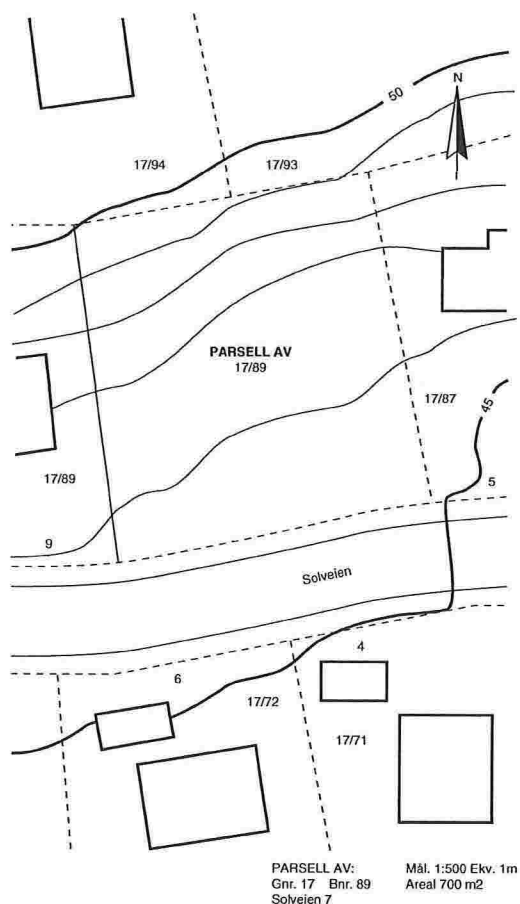 50
N
17/94
17/93
PARSELL AV
17/89
17/87
45
17/89
5
9
Solveien
4
6
17/72
17/71
PARSELL AV:
Gnr. 17 Bnr. 89
Solveien 7
Mål. 1:500 Ekv. 1m
Areal 700 m2